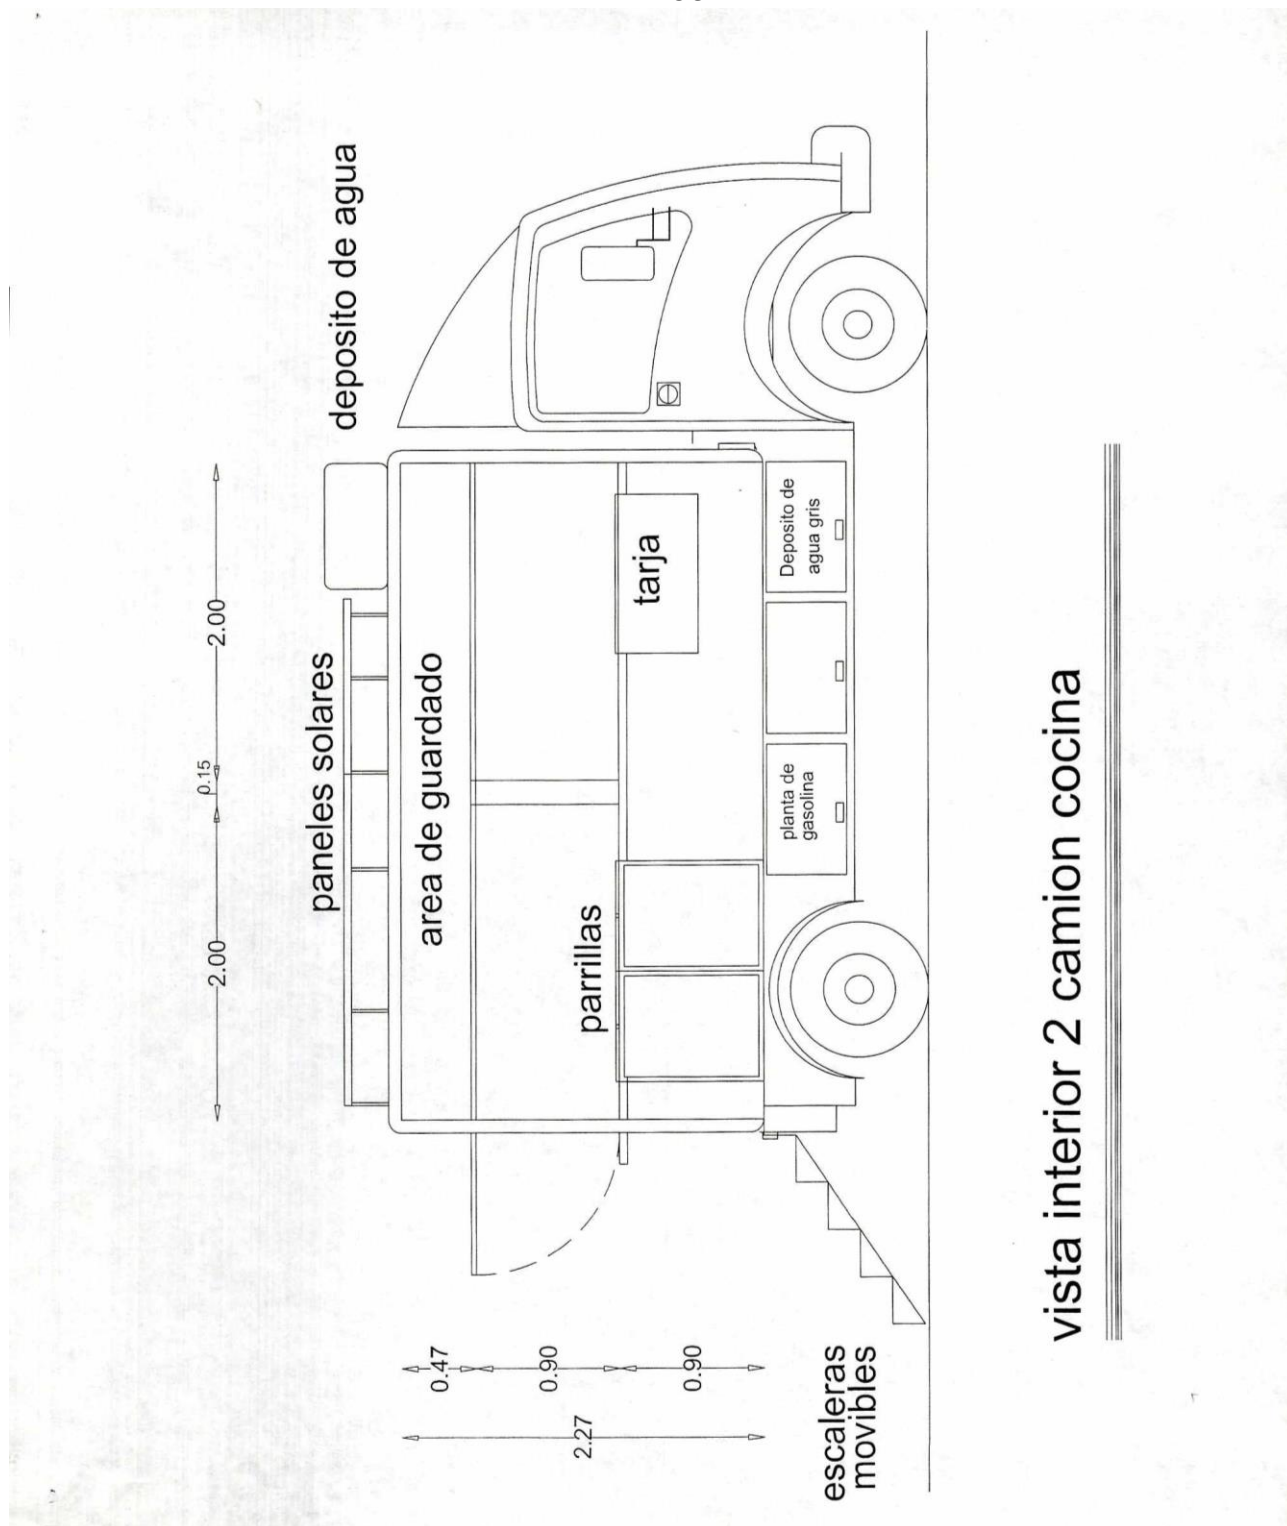 2.00
0.15
2.00
paneles solares
deposito de agua
0.47
area de guardado
0.90
2.27
parrillas
tarja
0.90
planta de
gasolina
Deposito de
agua gris
escaleras
movibles
vista interior 2 camion cocina